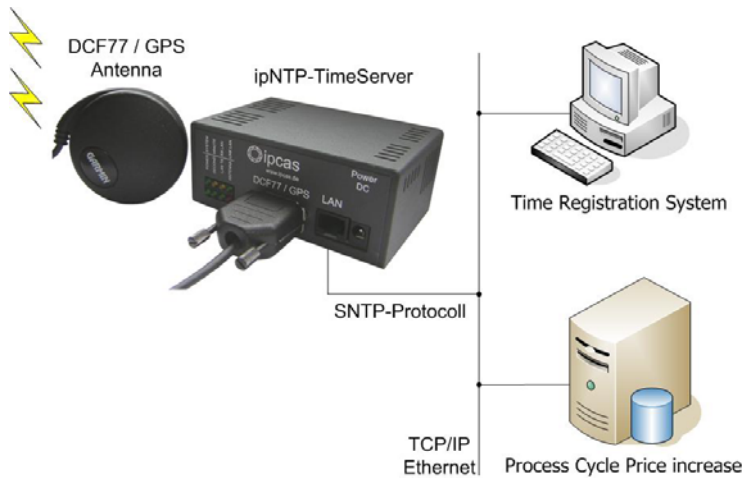 DCF77 / GPS
Antenna
ipNTP-TimeServer
GARMIN
ipcas
DCF77 / GPS
LAN
Power
DC
Time Registration System
SNTP-Protocoll
TCP/IP
Ethernet
Process Cycle Price increase